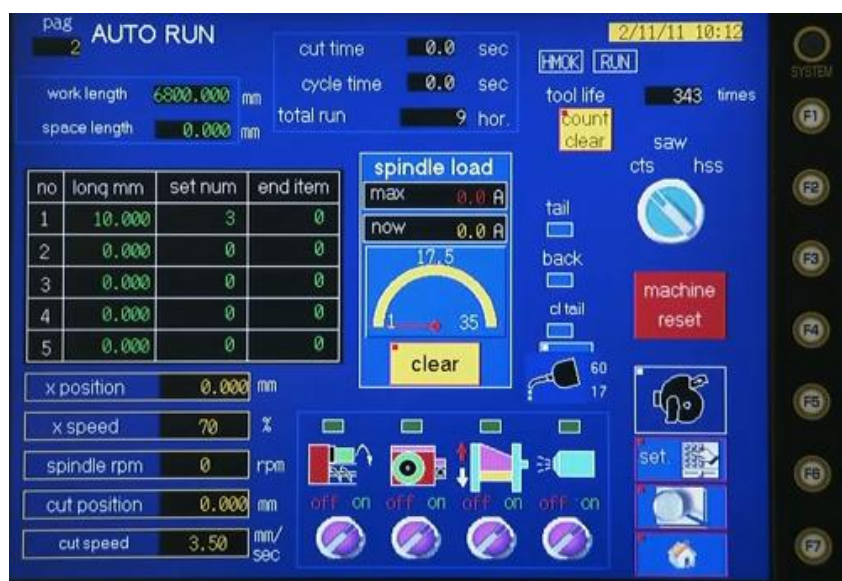 pag
2
AUTO RUN
2/11/11 10:12
cut time 0.0 sec
cycle time 0.0 sec
total run 9 hor.
HMOK RUN
SYSTEM
work length 6800.000 mm
space length 0.000 mm
tool life 343 times
count
clear
saw
cts hss
F1
no long mm set num end item
1 10.000 3 0
2 0.000 0 0
3 0.000 0 0
4 0.000 0 0
5 0.000 0 0
spindle load
max 0.0 A
now 0.0 A
17.5
1 35
clear
tail
back
cl tail
60
17
machine
reset
F2
F3
F4
x position 0.000 mm
x speed 70 %
spindle rpm 0 rpm
cut position 0.000 mm
cut speed 3.50 mm/
sec
off on off on off on off on
set.
F5
F6
F7